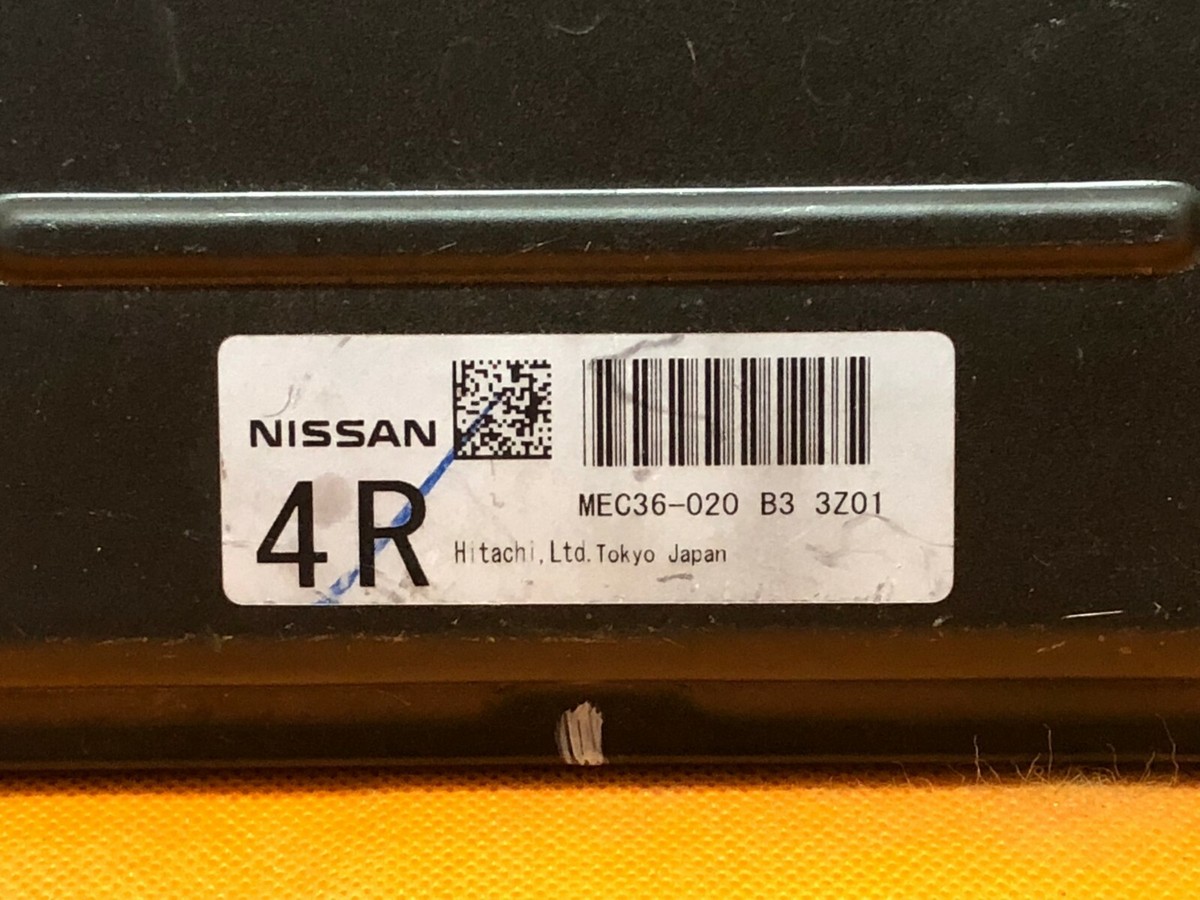 NISSAN
4R
MEC36-020 B3 3Z01
Hitachi,Ltd.Tokyo Japan